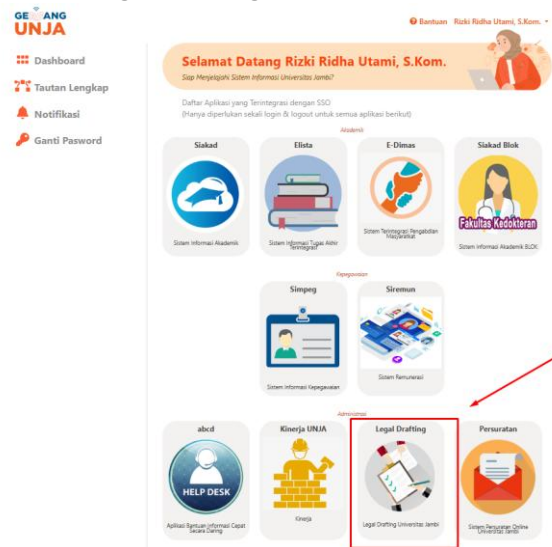 GE ANG
UNJA
Bantuan Rizki Ridha Utami, S.Kom.
Dashboard
Tautan Lengkap
Notifikasi
Ganti Pasword
Selamat Datang Rizki Ridha Utami, S.Kom.
Siap Menjelajahi Sistem Informasi Universitas Jambi?
Daftar Aplikasi yang Terintegrasi dengan SSO
(Hanya diperlukan sekali login & logout untuk semua aplikasi berikut)
Akademik
Siakad
Sistem Informasi Akademik
Elista
Sistem Informasi Tugas Akhir
Terintegrasi
E-Dimas
Sistem Terintegrasi Pengabdian
Masyarakat
Siakad Blok
Fakultas Kedokteran
Sistem Informasi Akademik BLOK
Kepegawaian
Simpeg
Sistem Informasi Kepegawaian
Siremun
Sistem Remunerasi
Administrasi
abcd
HELP DESK
Aplikasi Bantuan Informasi Cepat
Secara Daring
Kinerja UNJA
Kinerja
Legal Drafting
Legal Drafting Universitas Jambi
Persuratan
Sistem Persuratan Online
Universitas Jambi